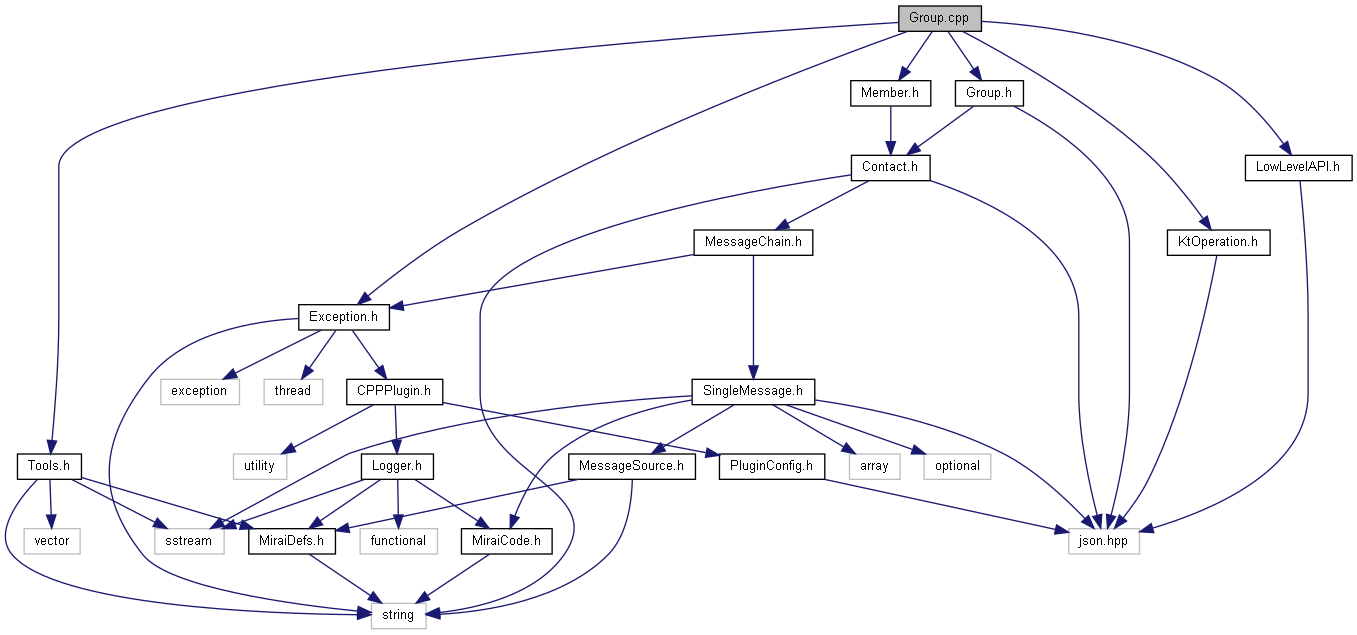 Group.cpp
Member.h
Group.h
Contact.h
LowLevelAPI.h
MessageChain.h
KtOperation.h
Exception.h
exception
thread
CPPPlugin.h
SingleMessage.h
Tools.h
utility
Logger.h
MessageSource.h
PluginConfig.h
array
optional
vector
sstream
MiraiDefs.h
functional
MiraiCode.h
json.hpp
string